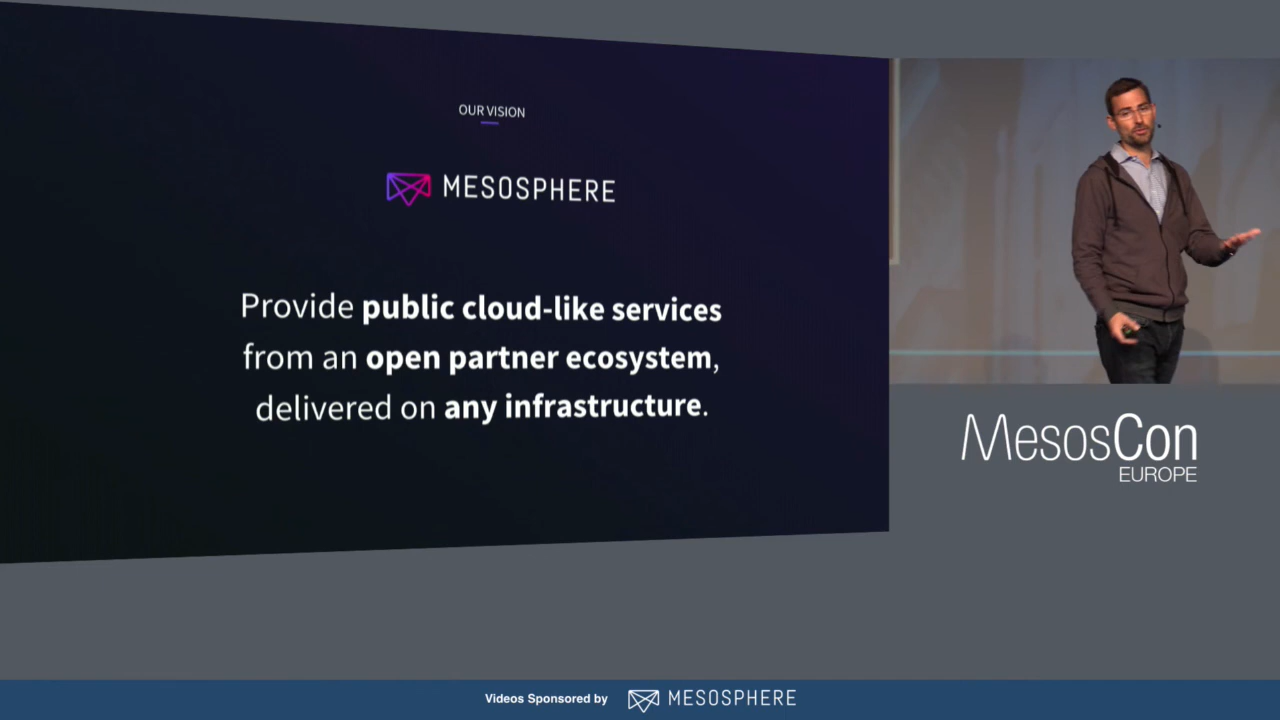 OUR VISION
MESOSPHERE
Provide public cloud-like services
from an open partner ecosystem,
delivered on any infrastructure.
MesosCon
EUROPE
Videos Sponsored by MESOSPHERE